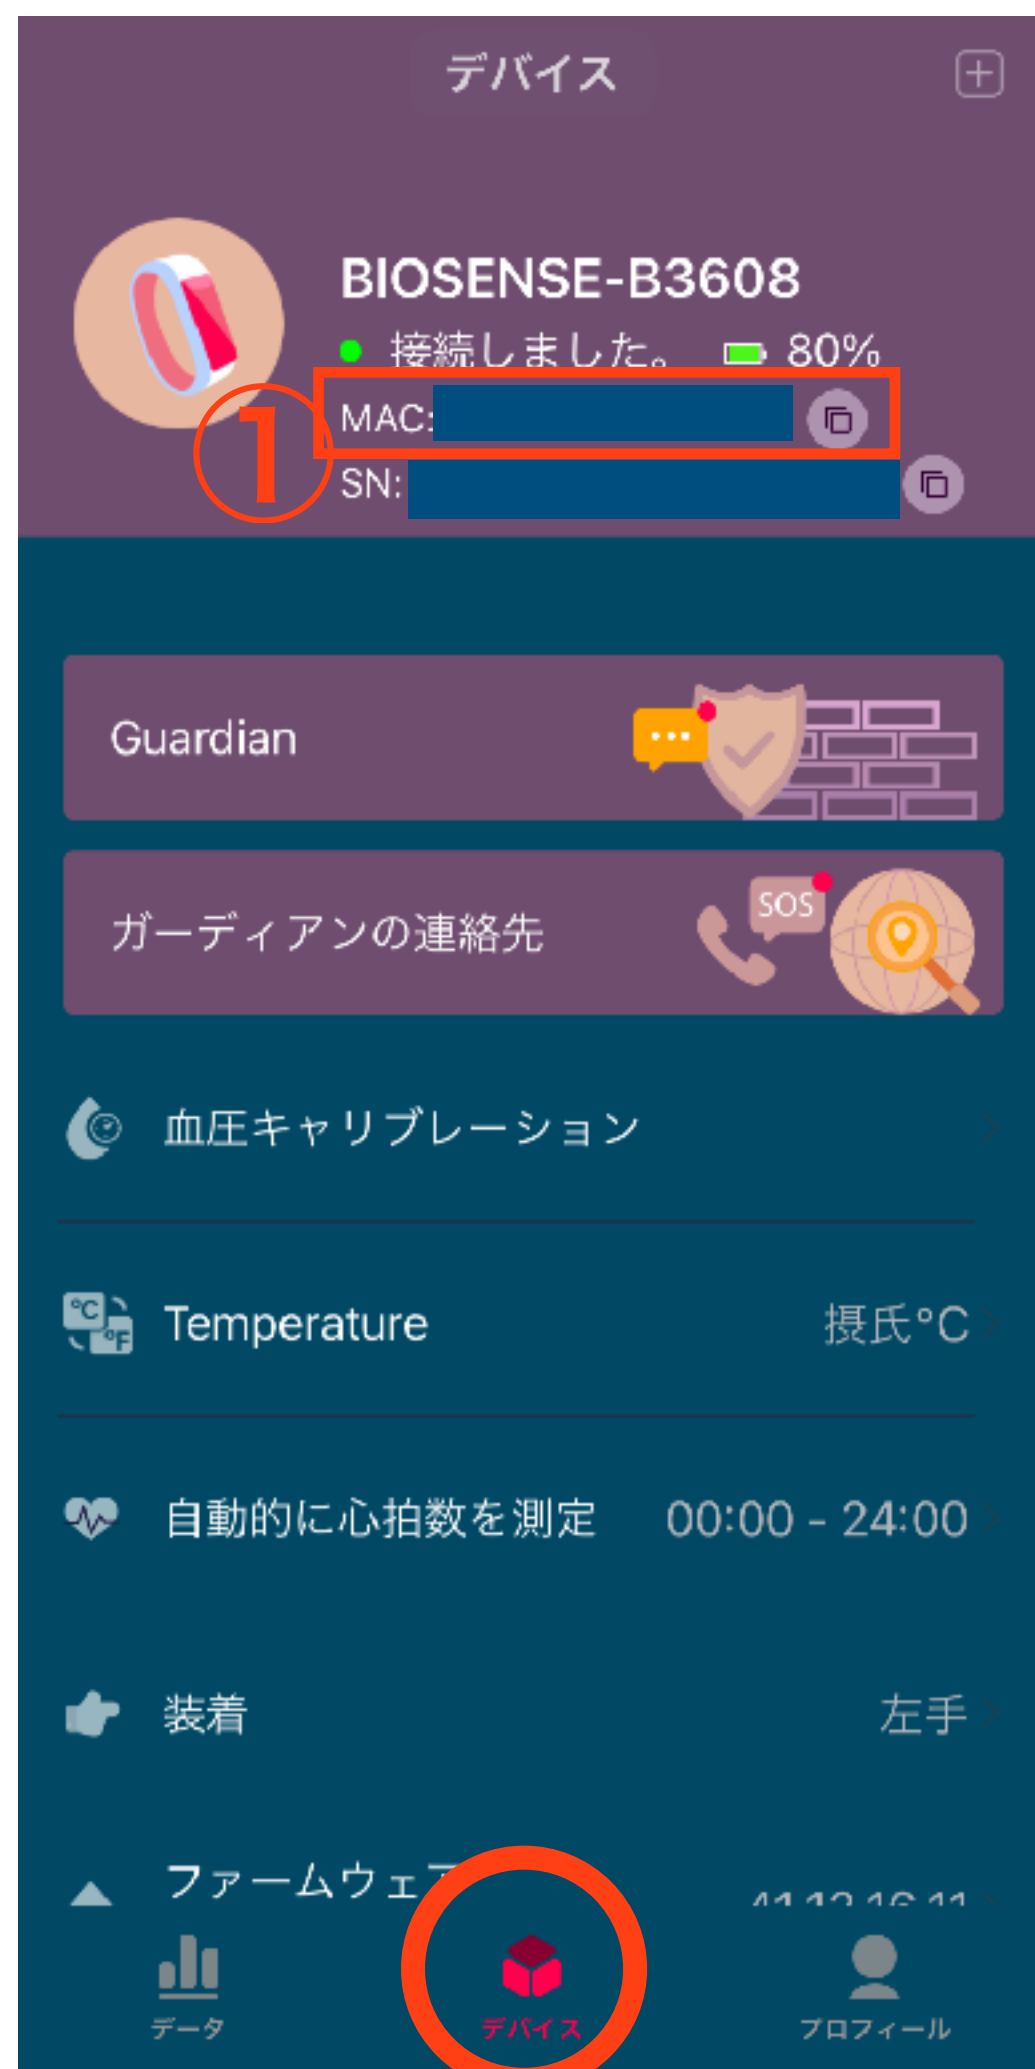 デバイス
BIOSENSE-B3608
接続しました。 80%
① MAC:
SN:
Guardian
ガーディアンの連絡先
SOS
血圧キャリブレーション
°C
°F
Temperature 摂氏°C
自動的に心拍数を測定 00:00 - 24:00
装着 左手
ファームウェア
データ
デバイス
プロフィール